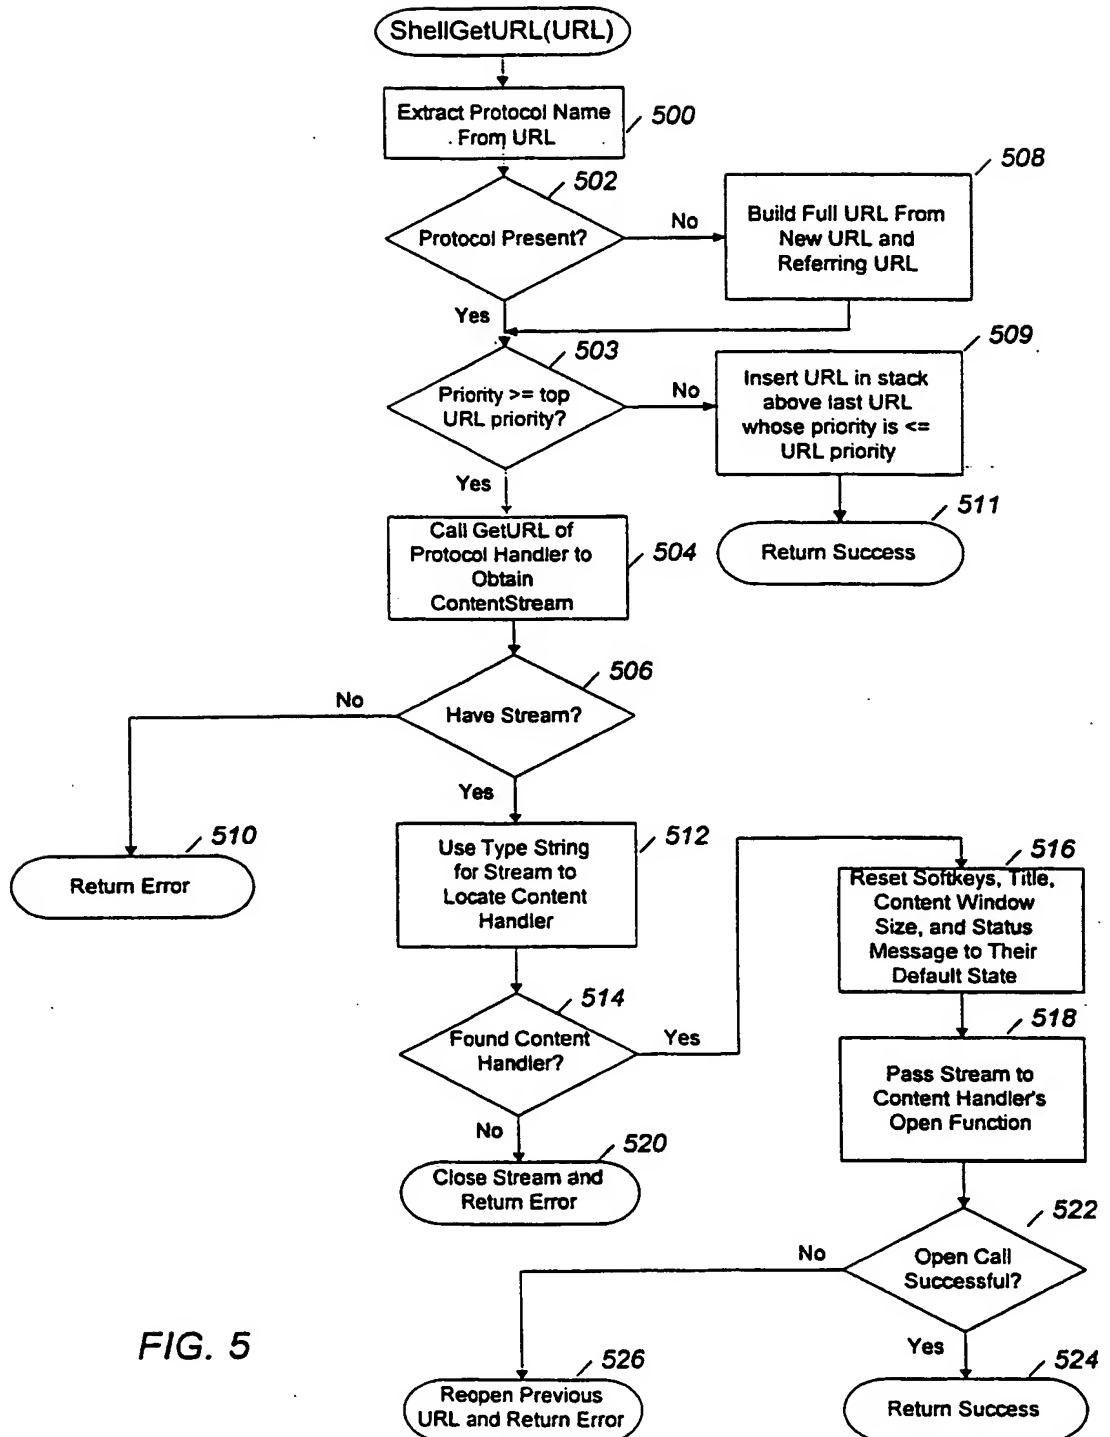 ShellGetURL(URL)
Extract Protocol Name
From URL
500
502
Protocol Present?
No
508
Build Full URL From
New URL and
Referring URL
Yes
503
Priority >= top
URL priority?
No
509
Insert URL in stack
above last URL
whose priority is <=
URL priority
Yes
511
Return Success
Call GetURL of
Protocol Handler to
Obtain
ContentStream
504
506
Have Stream?
No
Yes
510
Return Error
Use Type String
for Stream to
Locate Content
Handler
512
516
Reset Softkeys, Title,
Content Window
Size, and Status
Message to Their
Default State
514
Found Content
Handler?
Yes
518
Pass Stream to
Content Handler's
Open Function
No
520
Close Stream and
Return Error
522
Open Call
Successful?
No
Yes
FIG. 5
526
Reopen Previous
URL and Return Error
524
Return Success